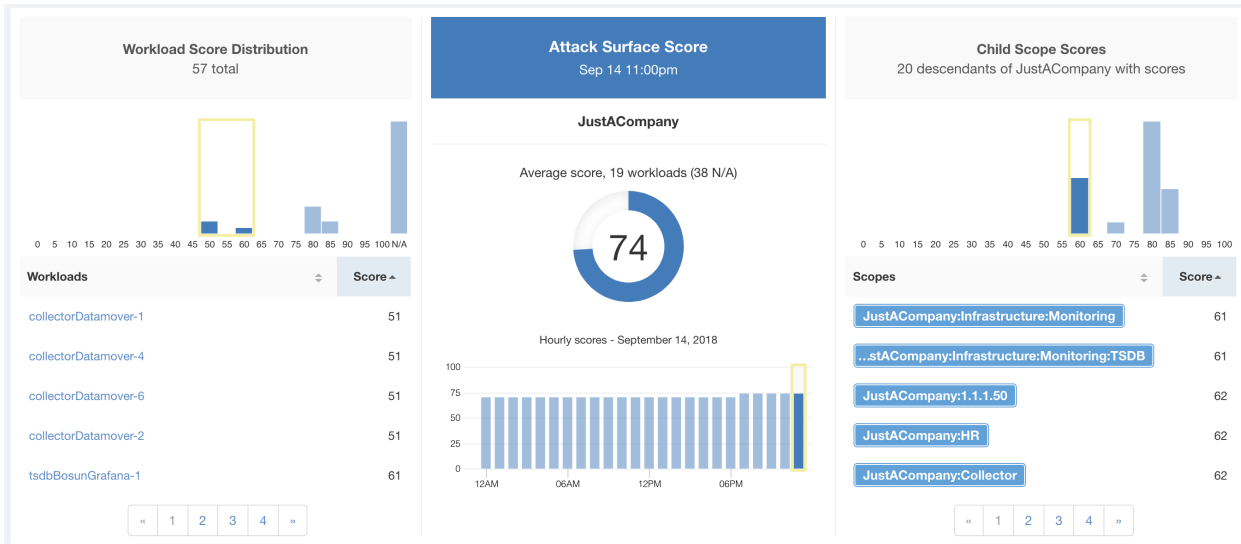 Workload Score Distribution
57 total
0 5 10 15 20 25 30 35 40 45 50 55 60 65 70 75 80 85 90 95 100 N/A
Workloads Score
collectorDatamover-1 51
collectorDatamover-4 51
collectorDatamover-6 51
collectorDatamover-2 51
tsdbBosunGrafana-1 61
« 1 2 3 4 »
Attack Surface Score
Sep 14 11:00pm
JustACompany
Average score, 19 workloads (38 N/A)
74
Hourly scores - September 14, 2018
100
75
50
25
0
12AM 06AM 12PM 06PM
Child Scope Scores
20 descendants of JustACompany with scores
0 5 10 15 20 25 30 35 40 45 50 55 60 65 70 75 80 85 90 95 100
Scopes Score
JustACompany:Infrastructure:Monitoring 61
...stACompany:Infrastructure:Monitoring:TSDB 61
JustACompany:1.1.1.50 62
JustACompany:HR 62
JustACompany:Collector 62
« 1 2 3 4 »